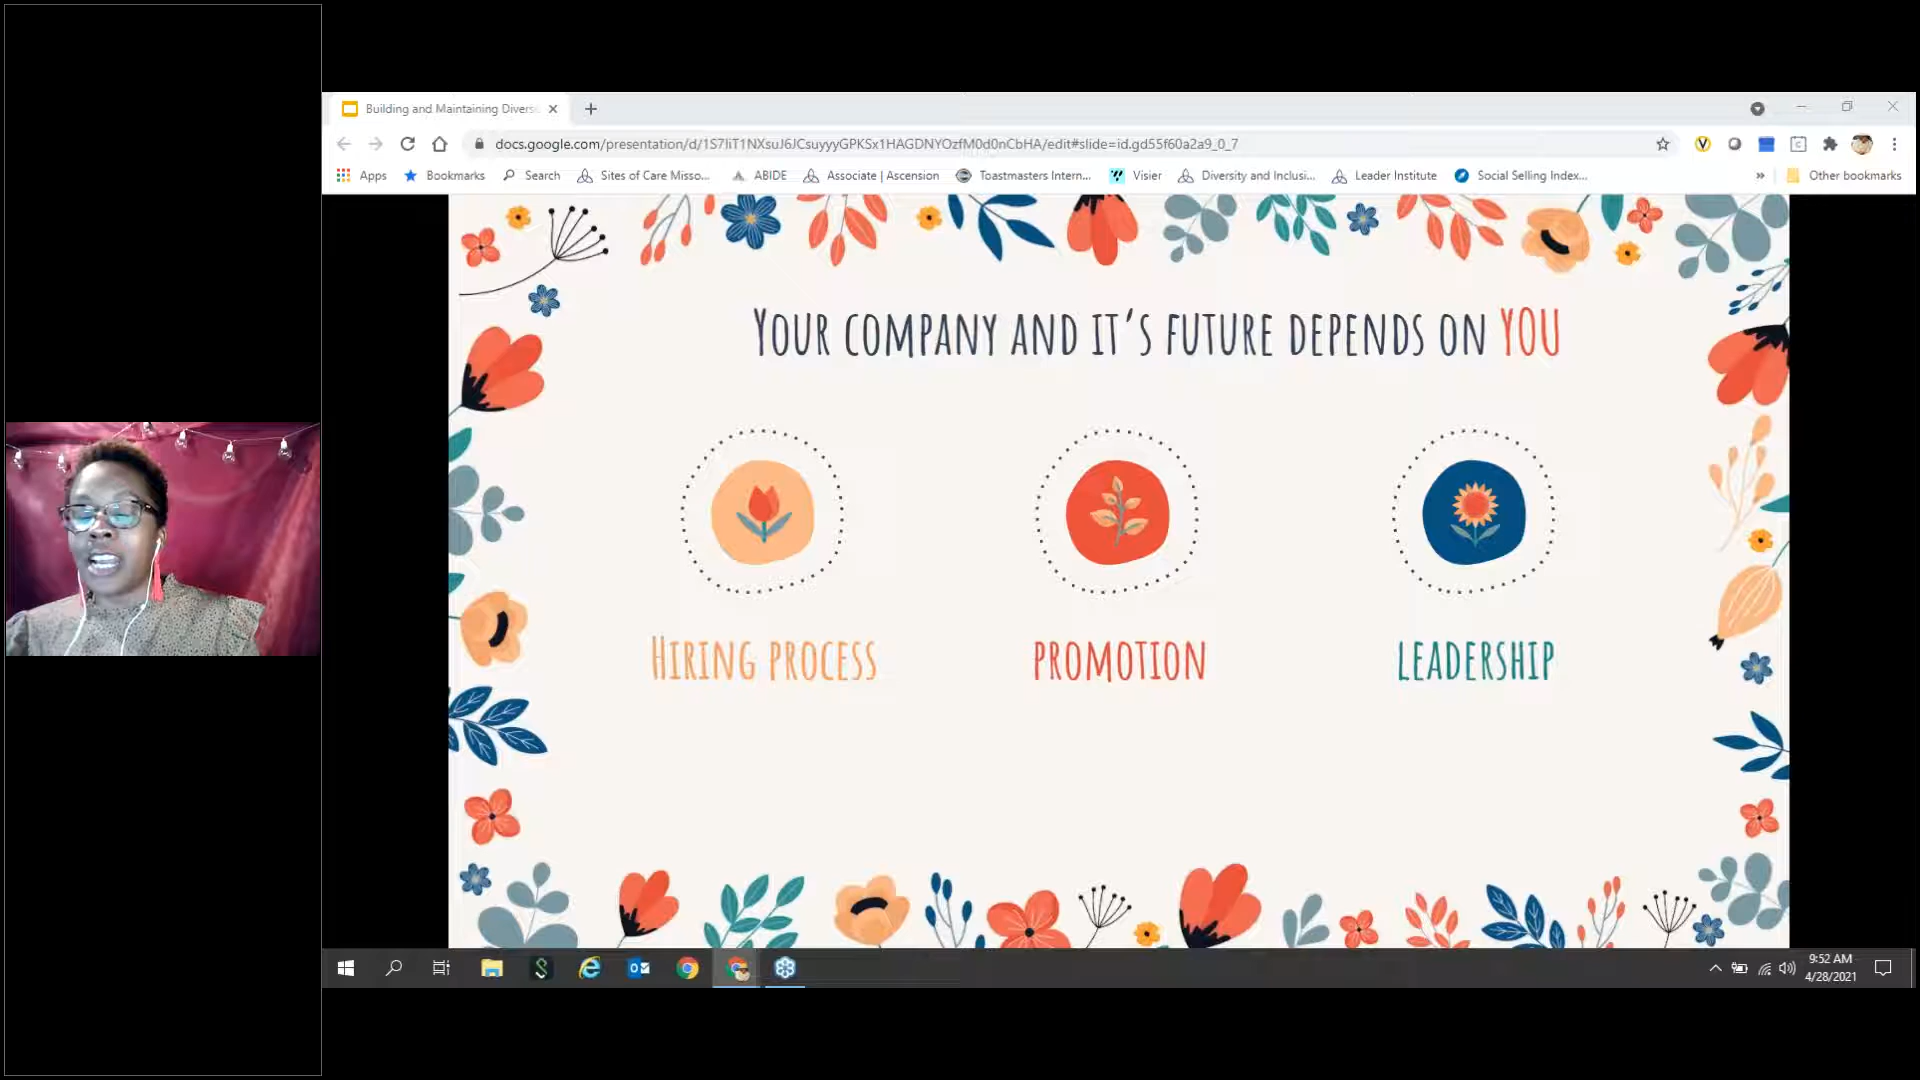 Building and Maintaining Divers
docs.google.com/presentation/d/1S7IiT1NXsuJ6JCsuyyyGPKSx1HAGDNYOzfM0d0nCbHA/edit#slide=id.gd55f60a2a9_0_7
Apps Bookmarks Search Sites of Care Misso... ABIDE Associate | Ascension Toastmasters Intern... Visier Diversity and Inclusi... Leader Institute Social Selling Index... » Other bookmarks
YOUR COMPANY AND IT'S FUTURE DEPENDS ON YOU
HIRING PROCESS
PROMOTION
LEADERSHIP
9:52 AM
4/28/2021